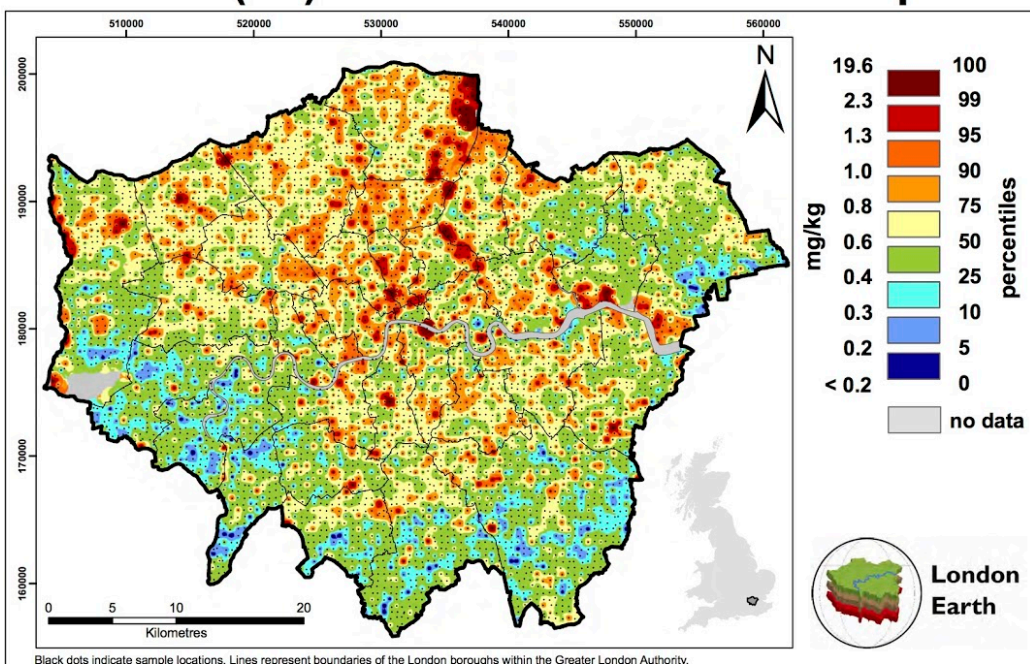 510000 520000 530000 540000 550000 560000
200000
190000
180000
170000
160000
N
mg/kg
19.6
2.3
1.3
1.0
0.8
0.6
0.4
0.3
0.2
< 0.2
percentiles
100
99
95
90
75
50
25
10
5
0
no data
0 5 10 20
Kilometres
London
Earth
Black dots indicate sample locations. Lines represent boundaries of the London boroughs within the Greater London Authority.